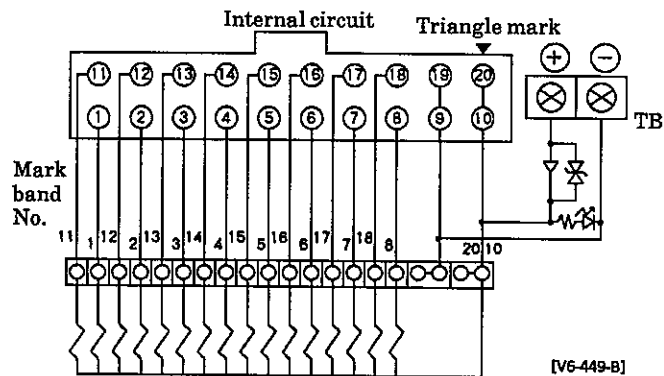 Internal circuit
Triangle mark
+ −
11 12 13 14 15 16 17 18 19 20
1 2 3 4 5 6 7 8 9 10
TB
Mark
band
No.
11 1 12 2 13 3 14 4 15 5 16 6 17 7 18 8 20 10
[V6-449-B]